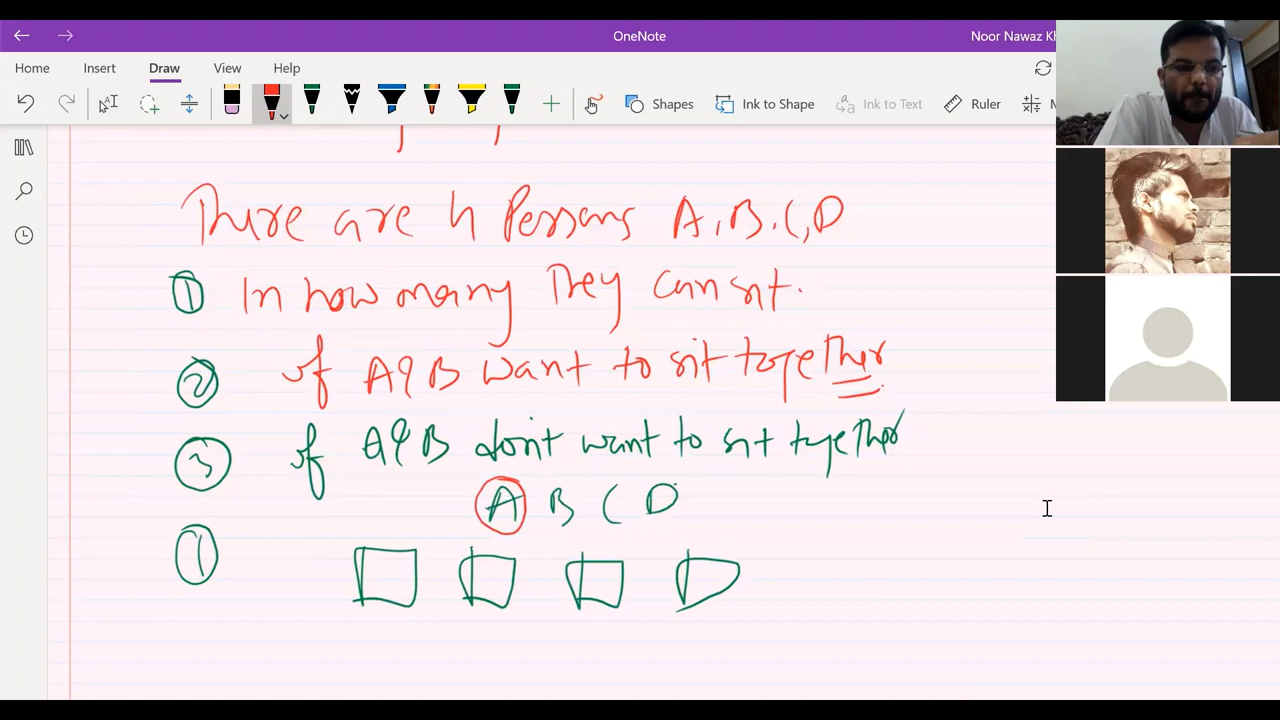 OneNote
Noor Nawaz Kh
Home Insert Draw View Help
Shapes Ink to Shape Ink to Text Ruler M
There are 4 Persons A, B, C, D
① In how many They can sit.
② if A & B want to sit together
③ if A & B don't want to sit together
A B C D
①